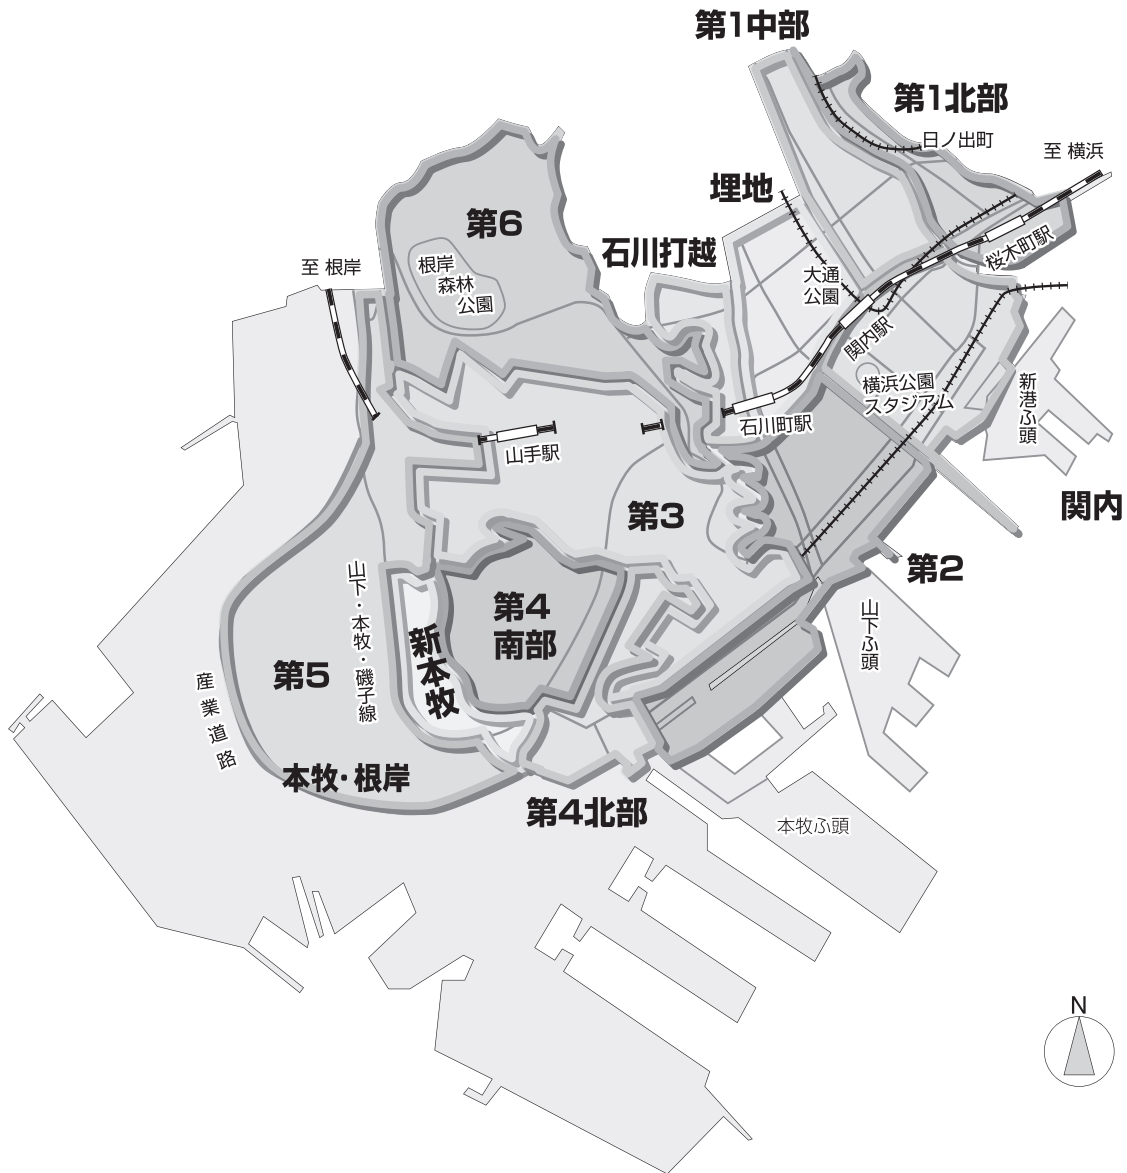 第1中部
第1北部
日ノ出町
至 横浜
埋地
第6
石川打越
桜木町駅
至 根岸
根岸
森林
公園
大通
公園
関内駅
横浜公園
スタジアム
新港ふ頭
石川町駅
山手駅
関内
第3
第2
山下・本牧・磯子線
第4
南部
山下ふ頭
新本牧
第5
産業道路
本牧・根岸
第4北部
本牧ふ頭
N